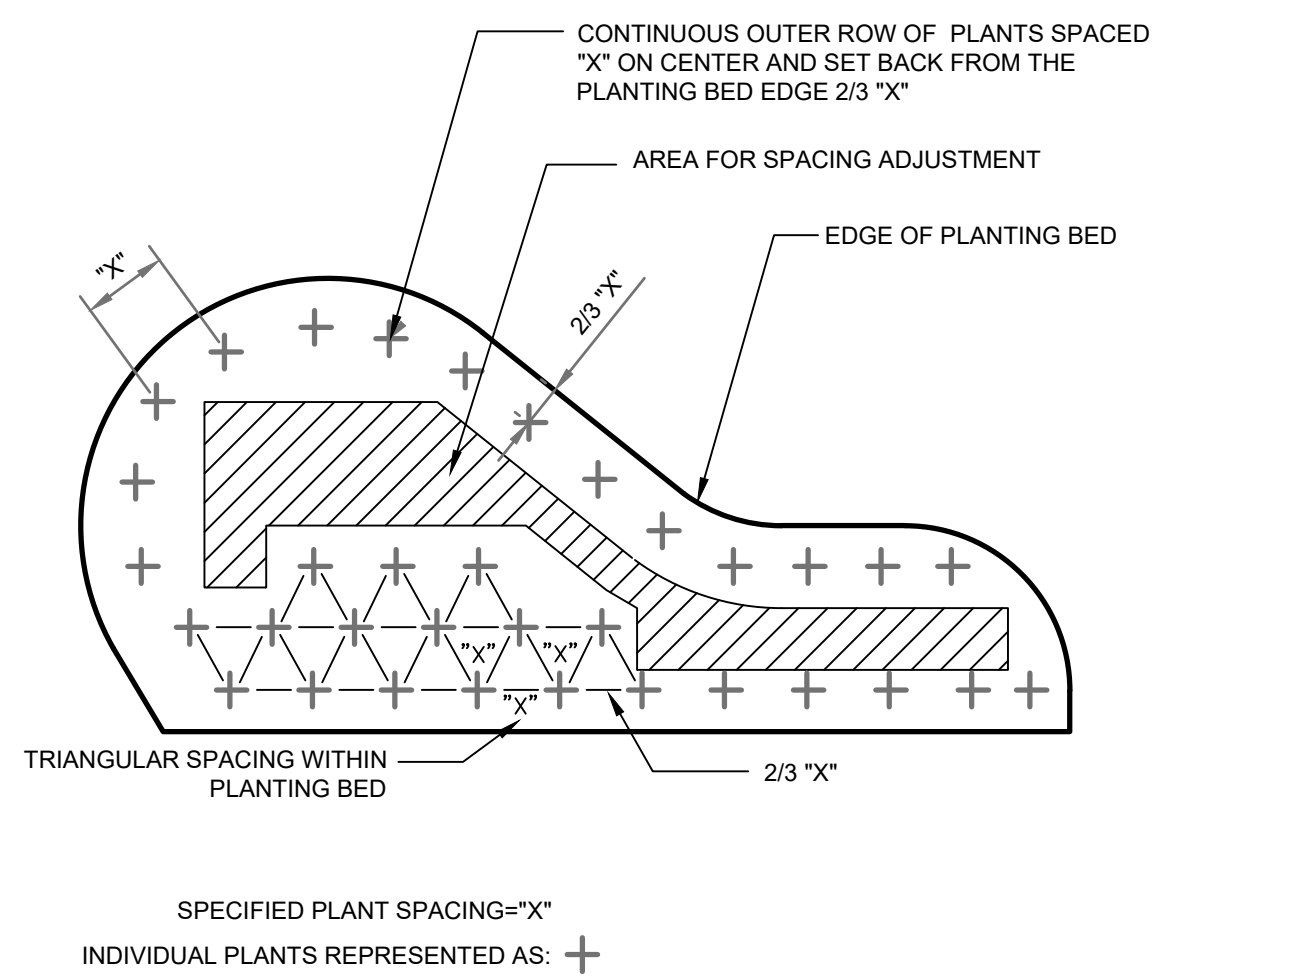 CONTINUOUS OUTER ROW OF PLANTS SPACED
"X" ON CENTER AND SET BACK FROM THE
PLANTING BED EDGE 2/3 "X"
AREA FOR SPACING ADJUSTMENT
EDGE OF PLANTING BED
"X"
2/3 "X"
"X" "X"
"X"
TRIANGULAR SPACING WITHIN
PLANTING BED
2/3 "X"
SPECIFIED PLANT SPACING="X"
INDIVIDUAL PLANTS REPRESENTED AS: